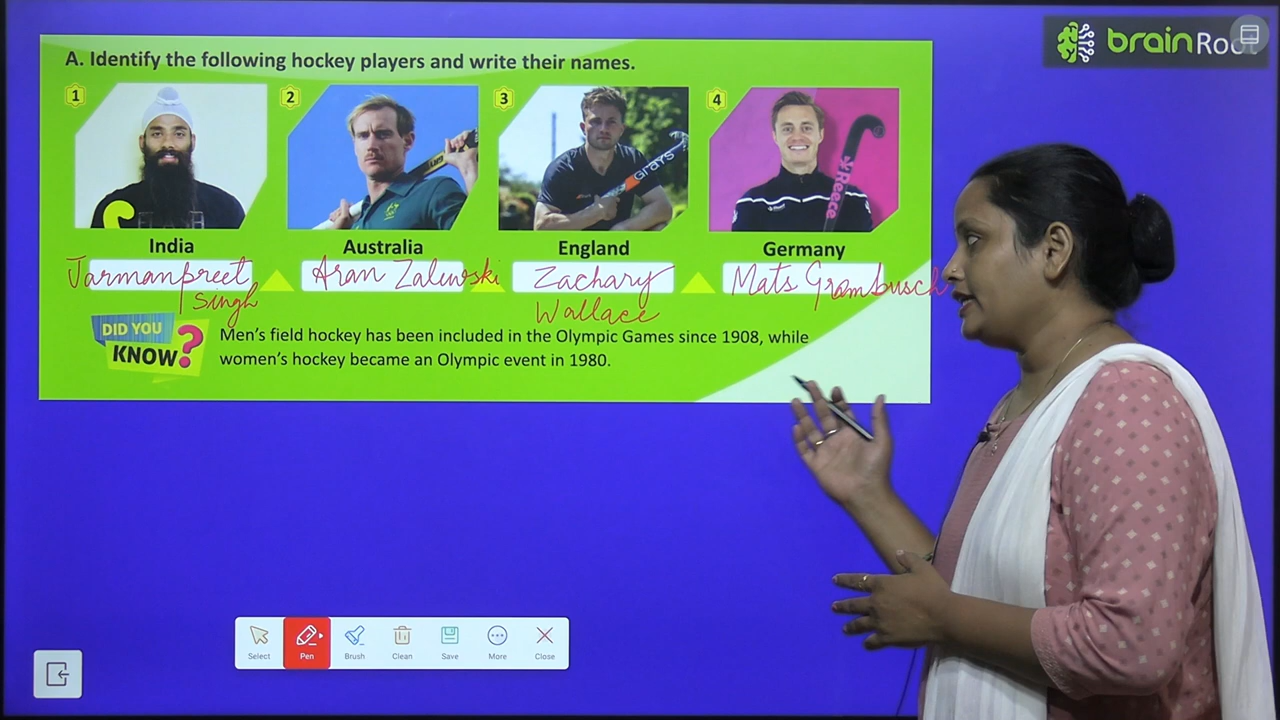 brainRoot
A. Identify the following hockey players and write their names.
1
2
3
4
GRAYS
Reece
India
Australia
England
Germany
Jarmanpreet
Singh
Aran Zalewski
Zachary
Wallace
Mats Grambusch
DID YOU
KNOW?
Men's field hockey has been included in the Olympic Games since 1908, while
women's hockey became an Olympic event in 1980.
Select
Pen
Brush
Clean
Save
More
Close